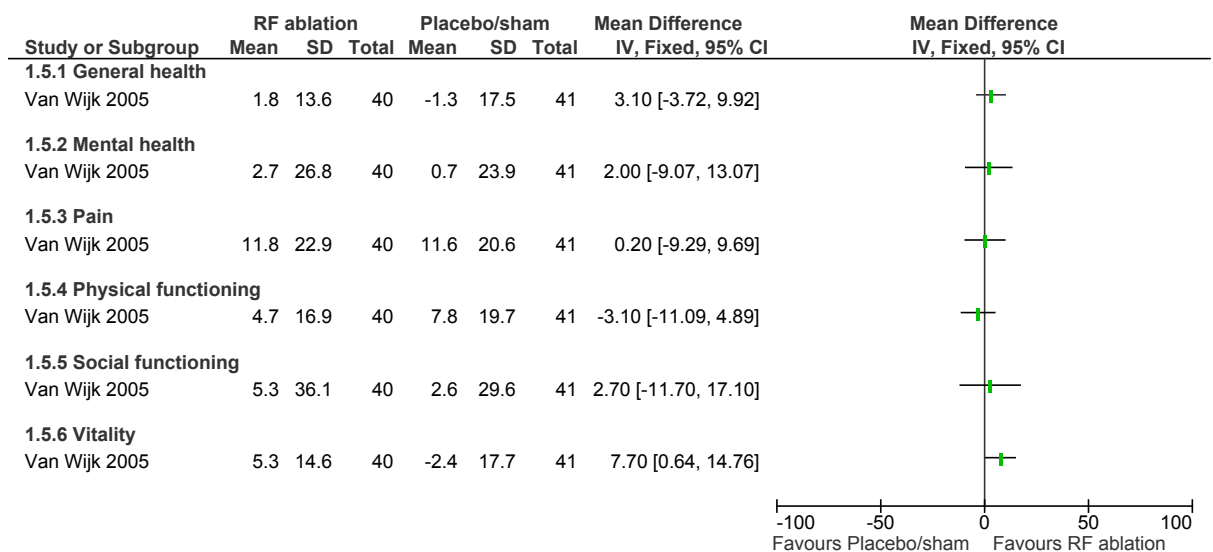 RF ablation Placebo/sham Mean Difference Mean Difference
Study or Subgroup Mean SD Total Mean SD Total IV, Fixed, 95% CI IV, Fixed, 95% CI
1.5.1 General health
Van Wijk 2005 1.8 13.6 40 -1.3 17.5 41 3.10 [-3.72, 9.92]
1.5.2 Mental health
Van Wijk 2005 2.7 26.8 40 0.7 23.9 41 2.00 [-9.07, 13.07]
1.5.3 Pain
Van Wijk 2005 11.8 22.9 40 11.6 20.6 41 0.20 [-9.29, 9.69]
1.5.4 Physical functioning
Van Wijk 2005 4.7 16.9 40 7.8 19.7 41 -3.10 [-11.09, 4.89]
1.5.5 Social functioning
Van Wijk 2005 5.3 36.1 40 2.6 29.6 41 2.70 [-11.70, 17.10]
1.5.6 Vitality
Van Wijk 2005 5.3 14.6 40 -2.4 17.7 41 7.70 [0.64, 14.76]
-100 -50 0 50 100
Favours Placebo/sham Favours RF ablation